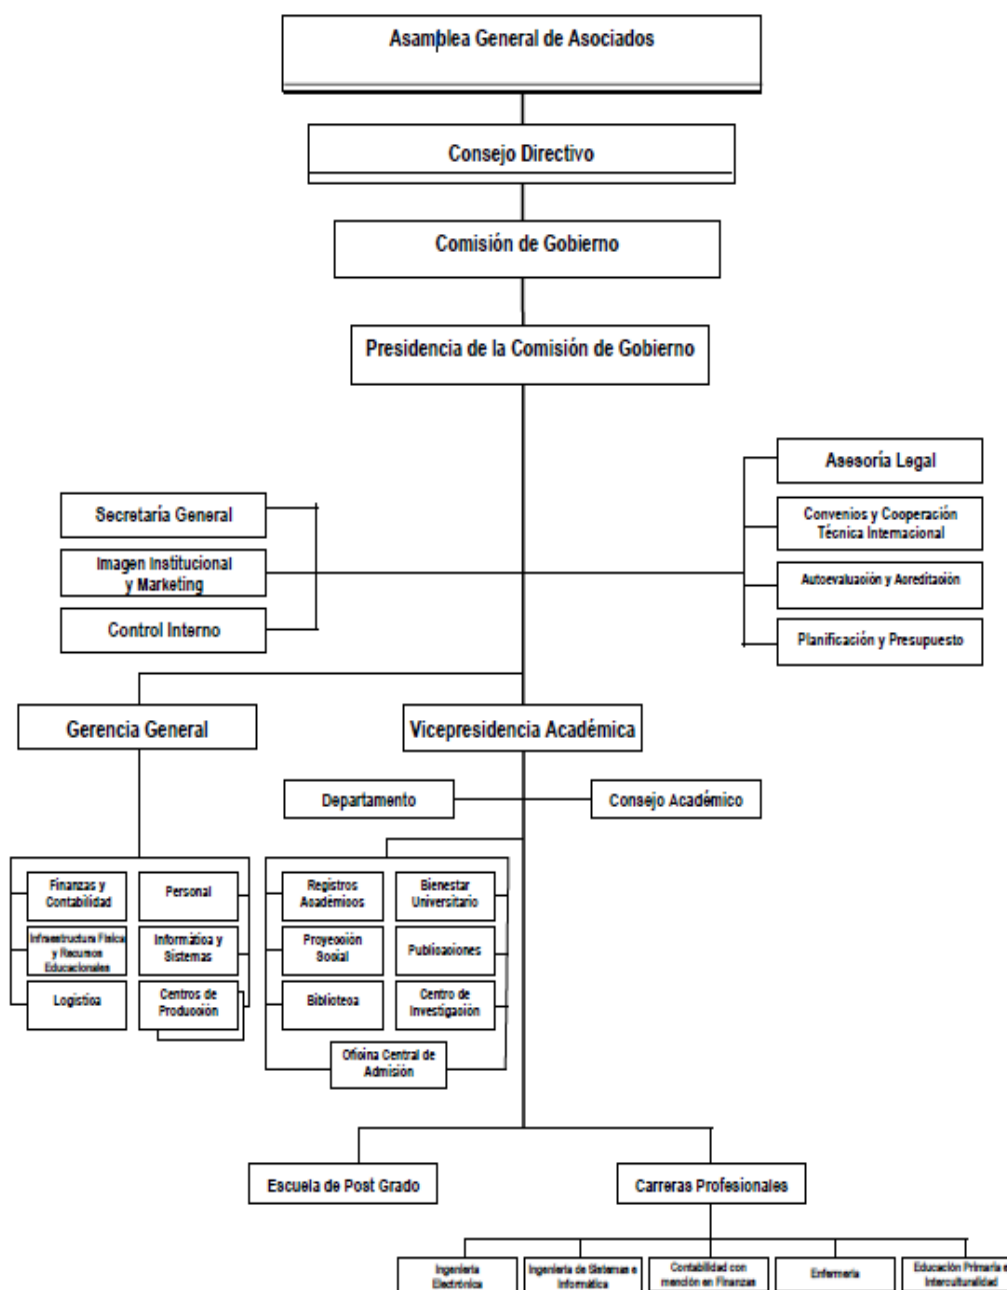 Asamblea General de Asociados
Consejo Directivo
Comisión de Gobierno
Presidencia de la Comisión de Gobierno
Asesoría Legal
Secretaría General
Convenios y Cooperación
Técnica Internacional
Imagen Institucional
y Marketing
Autoevaluación y Acreditación
Control Interno
Planificación y Presupuesto
Gerencia General
Vicepresidencia Académica
Departamento
Consejo Académico
Finanzas y
Contabilidad
Personal
Registros
Académicos
Bienestar
Universitario
Infraestructura Física
y Recursos
Educacionales
Informática y
Sistemas
Proyección
Social
Publicaciones
Logística
Centros de
Producción
Biblioteca
Centro de
Investigación
Oficina Central de
Admisión
Escuela de Post Grado
Carreras Profesionales
Ingeniería
Electrónica
Ingeniería de Sistemas e
Informática
Contabilidad con
mención en Finanzas
Enfermería
Educación Primaria e
Interculturalidad